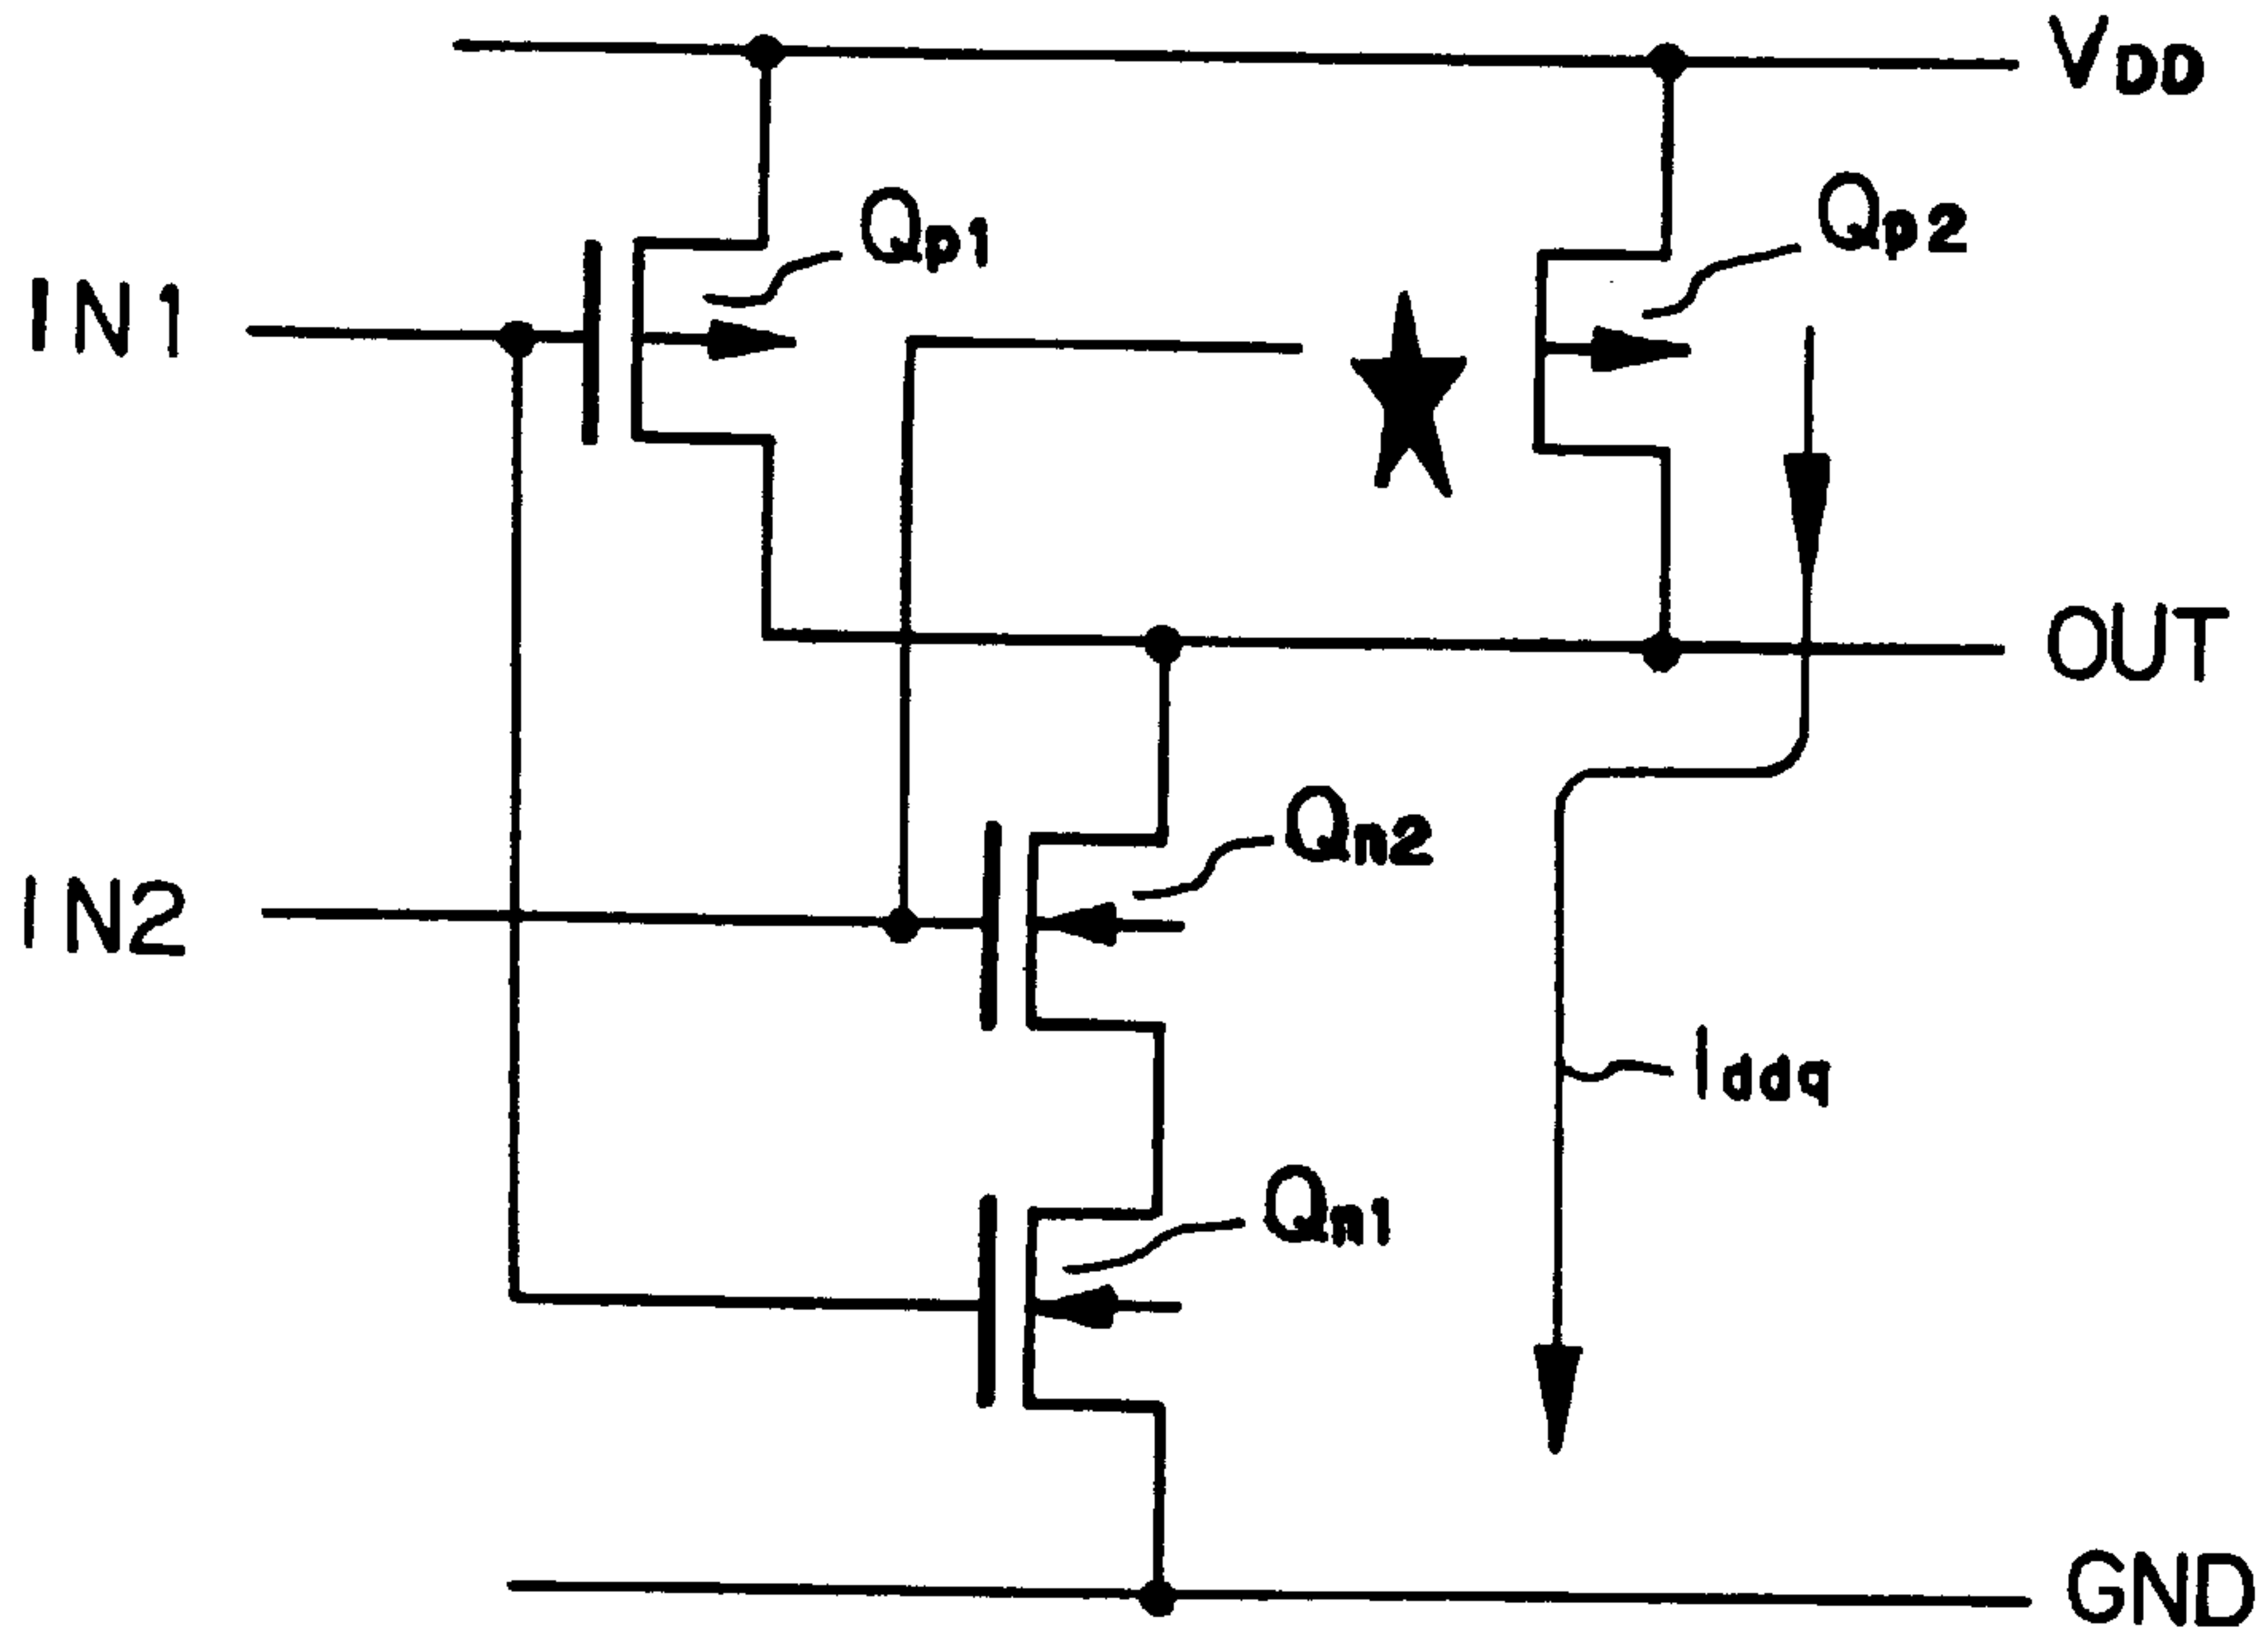 VDD
Qp1
Qp2
IN1
OUT
Qn2
IN2
Iddq
Qn1
GND